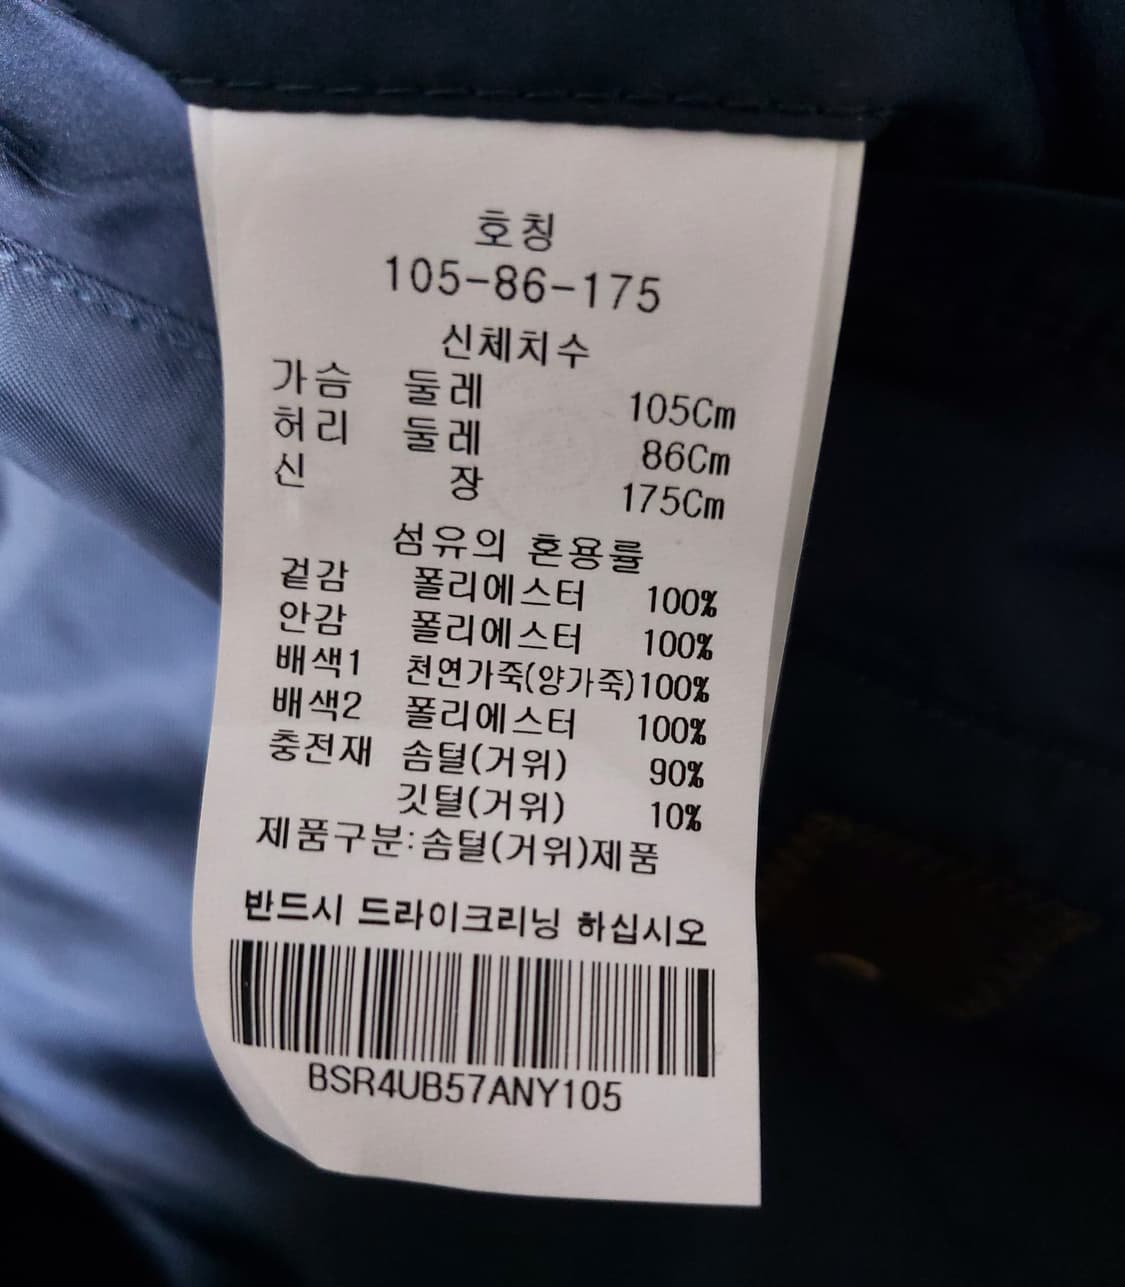 호칭
105-86-175
신체치수
가슴 둘레 105Cm
허리 둘레 86Cm
신 장 175Cm
섬유의 혼용률
겉감 폴리에스터 100%
안감 폴리에스터 100%
배색1 천연가죽(양가죽)100%
배색2 폴리에스터 100%
충전재 솜털(거위) 90%
깃털(거위) 10%
제품구분:솜털(거위)제품
반드시 드라이크리닝 하십시오
BSR4UB57ANY105